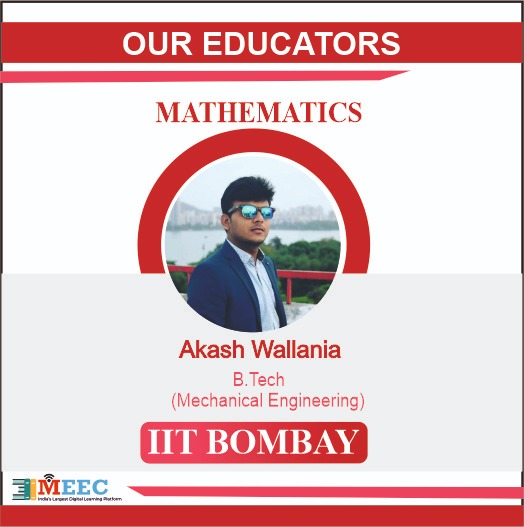 OUR EDUCATORS
MATHEMATICS
Akash Wallania
B.Tech
(Mechanical Engineering)
IIT BOMBAY
MEEC
India's Largest Digital Learning Platform